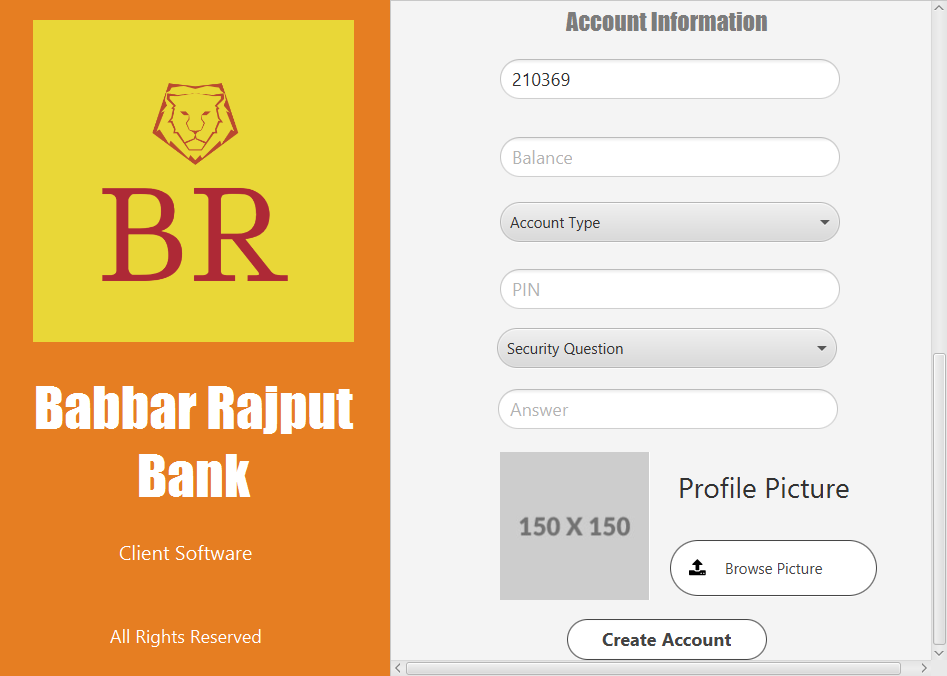 BR
Babbar Rajput
Bank
Client Software
All Rights Reserved
Account Information
210369
Balance
Account Type
PIN
Security Question
Answer
150 X 150
Profile Picture
Browse Picture
Create Account